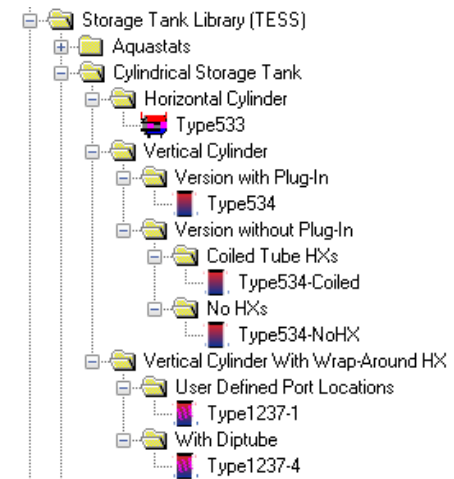 Storage Tank Library (TESS)
Aquastats
Cylindrical Storage Tank
Horizontal Cylinder
Type533
Vertical Cylinder
Version with Plug-In
Type534
Version without Plug-In
Coiled Tube HXs
Type534-Coiled
No HXs
Type534-NoHX
Vertical Cylinder With Wrap-Around HX
User Defined Port Locations
Type1237-1
With Diptube
Type1237-4